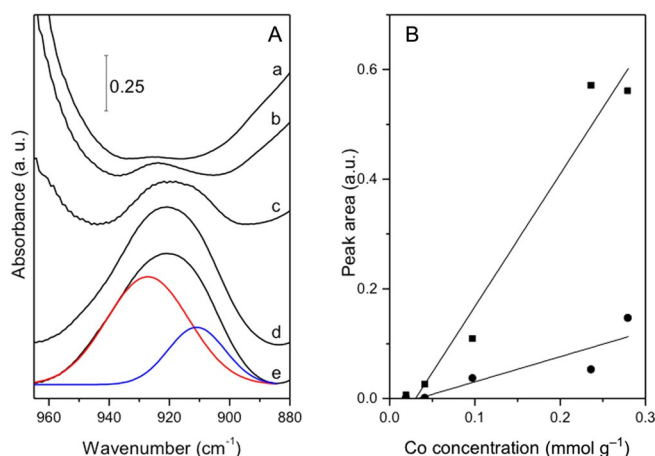 A
0.25
a
b
c
d
e
Absorbance (a. u.)
960
940
920
900
880
Wavenumber (cm⁻¹)
B
0.6
0.4
0.2
0.0
Peak area (a.u.)
0.0
0.1
0.2
0.3
Co concentration (mmol g⁻¹)